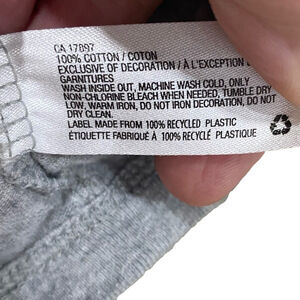 CA 17897
100% COTTON / COTON
EXCLUSIVE OF DECORATION / À L'EXCEPTION
GARNITURES
WASH INSIDE OUT, MACHINE WASH COLD, ONLY
NON-CHLORINE BLEACH WHEN NEEDED, TUMBLE DRY
LOW, WARM IRON, DO NOT IRON DECORATION, DO NOT
DRY CLEAN.
LABEL MADE FROM 100% RECYCLED PLASTIC
ÉTIQUETTE FABRIQUÉ À 100% RECYCLÉ PLASTIQUE